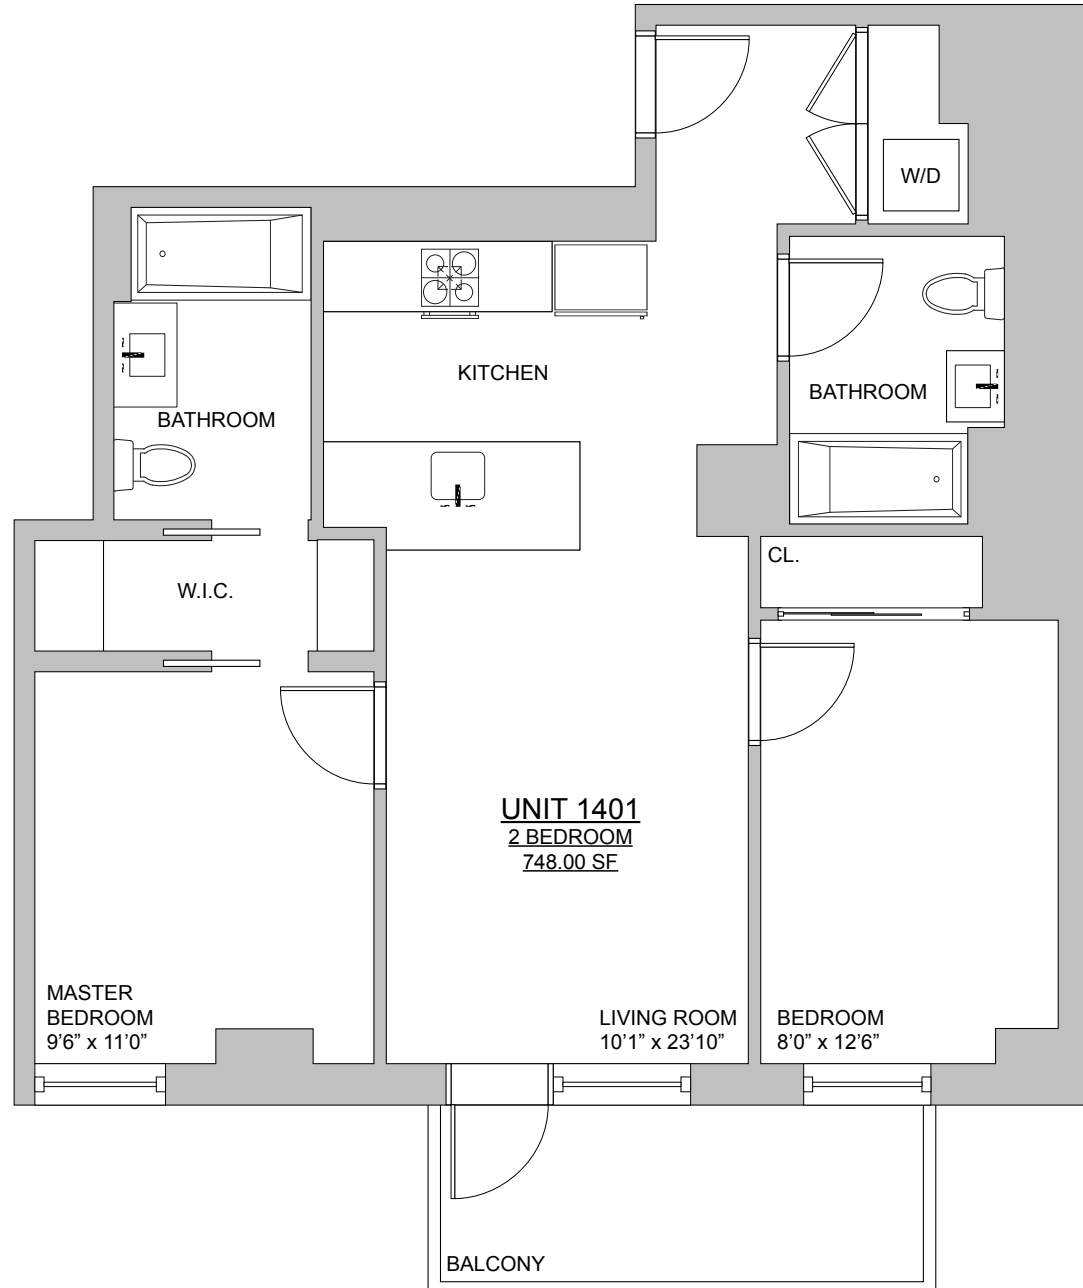 W/D
KITCHEN
BATHROOM
BATHROOM
CL.
W.I.C.
UNIT 1401
2 BEDROOM
748.00 SF
MASTER
BEDROOM
9’6” x 11’0”
LIVING ROOM
10’1” x 23’10”
BEDROOM
8’0” x 12’6”
BALCONY